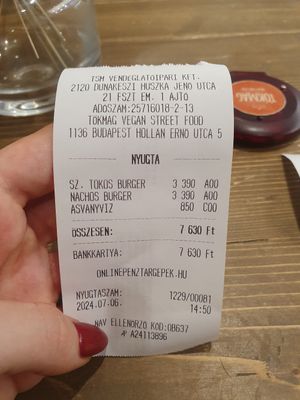 TSM VENDÉGLÁTÓIPARI KFT.
2120 DUNAKESZI HUSZKA JENŐ UTCA
21 FSZT EM. 1 AJTÓ
ADÓSZÁM:25716018-2-13
TÖKMAG VEGAN STREET FOOD
1136 BUDAPEST HOLLÁN ERNŐ UTCA 5
NYUGTA
SZ. TÖKÖS BURGER 3 390 A00
NACHOS BURGER 3 390 A00
ÁSVÁNYVÍZ 850 C00
ÖSSZESEN: 7 630 Ft
BANKKÁRTYA: 7 630 Ft
ONLINEPENZTARGEPEK.HU
NYUGTASZÁM: 1229/00081
2024.07.06. 14:50
NAV ELLENŐRZŐ KÓD:0B637
AP A24113896
TÖKMAG